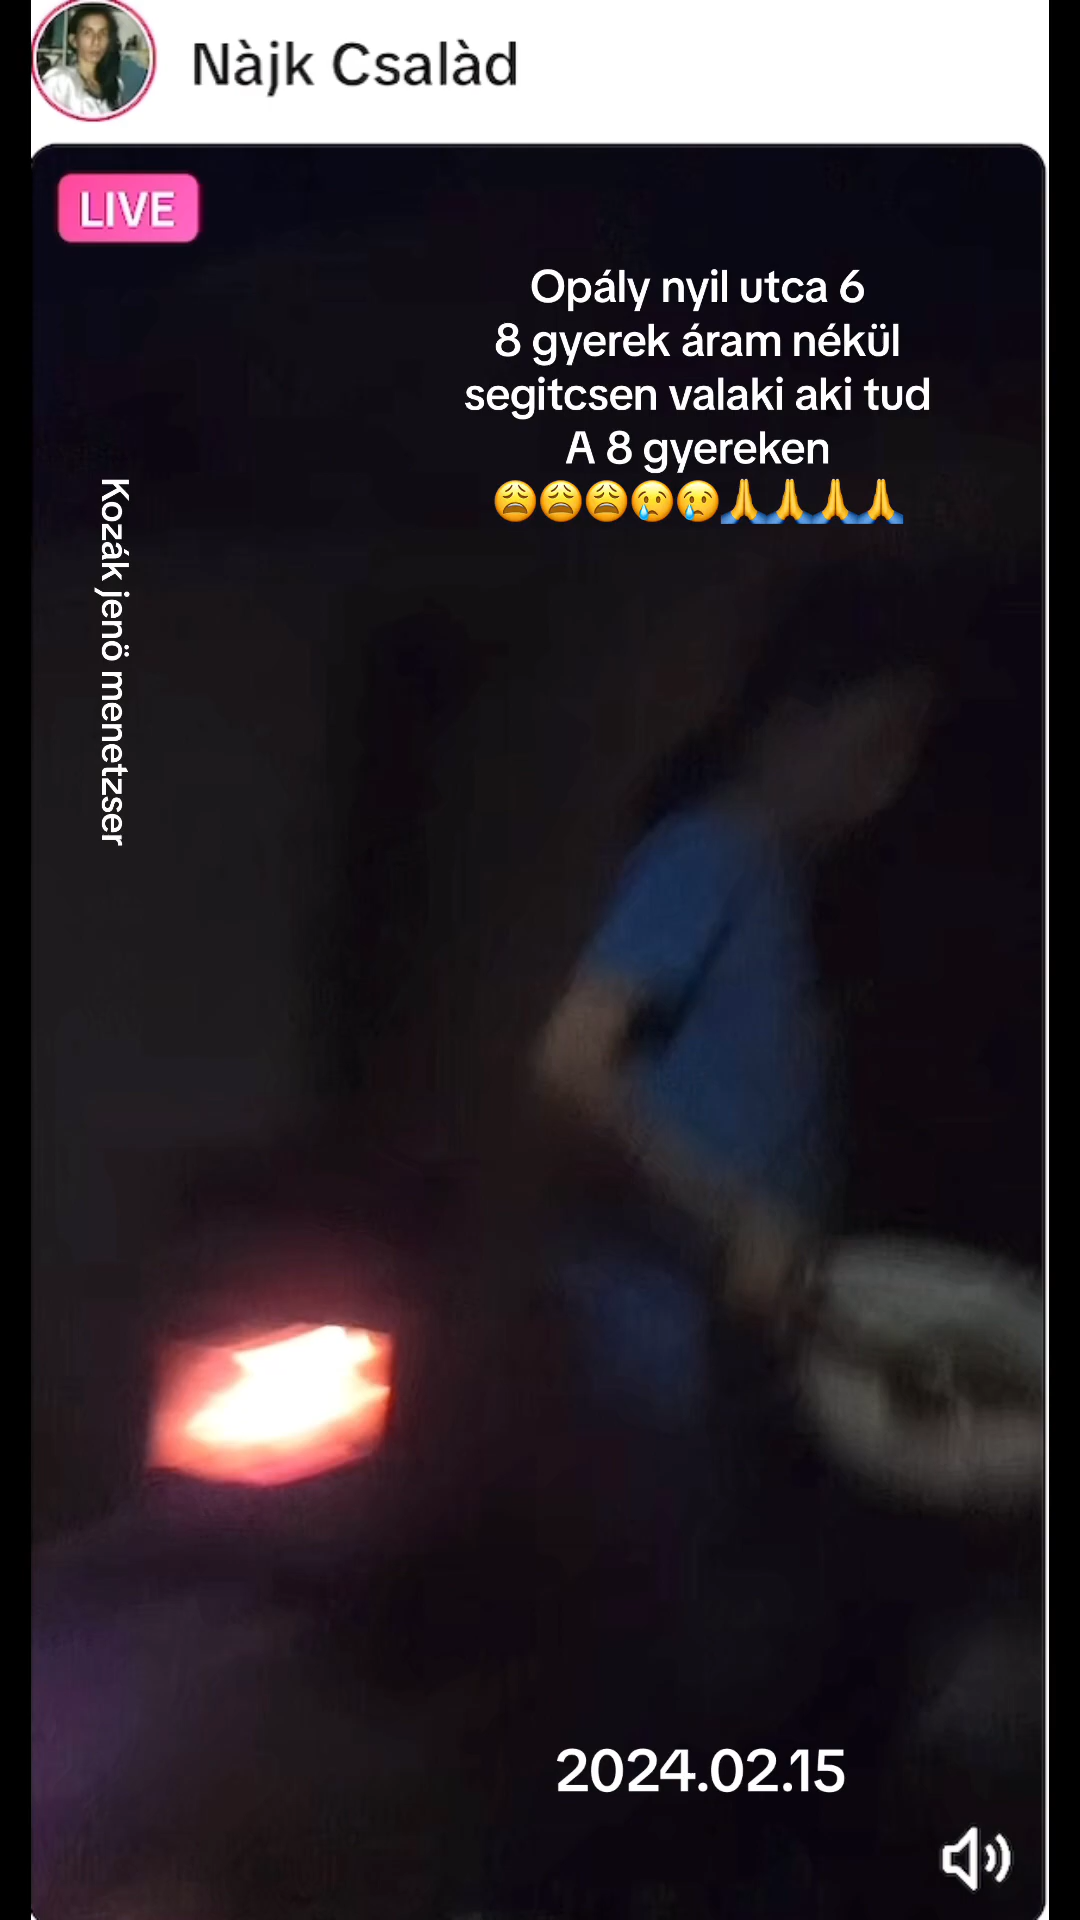 Nàjk Csalàd
LIVE
Opály nyil utca 6
8 gyerek áram nékül
segitcsen valaki aki tud
A 8 gyereken
😩😩😩😢😢🙏🙏🙏🙏
Kozák jenö menetzser
2024.02.15